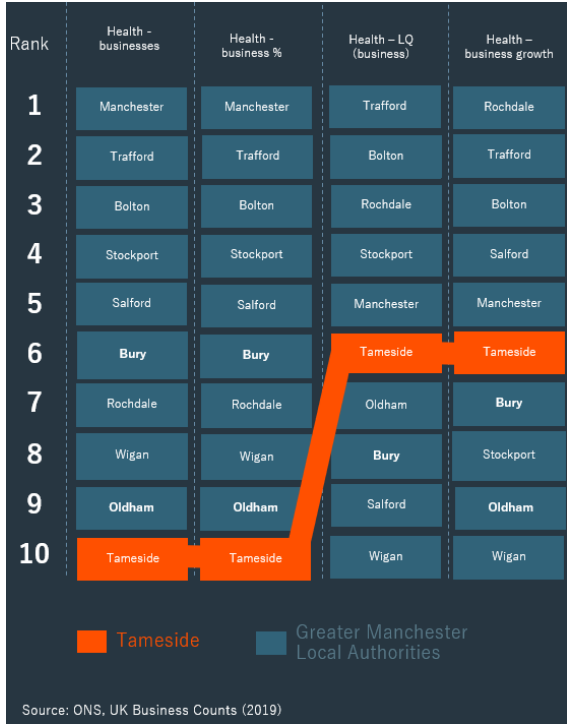 Rank
Health -
businesses
Health -
business %
Health – LQ
(business)
Health –
business growth
1 Manchester Manchester Trafford Rochdale
2 Trafford Trafford Bolton Trafford
3 Bolton Bolton Rochdale Bolton
4 Stockport Stockport Stockport Salford
5 Salford Salford Manchester Manchester
6 Bury Bury Tameside Tameside
7 Rochdale Rochdale Oldham Bury
8 Wigan Wigan Bury Stockport
9 Oldham Oldham Salford Oldham
10 Tameside Tameside Wigan Wigan
Tameside
Greater Manchester
Local Authorities
Source: ONS, UK Business Counts (2019)